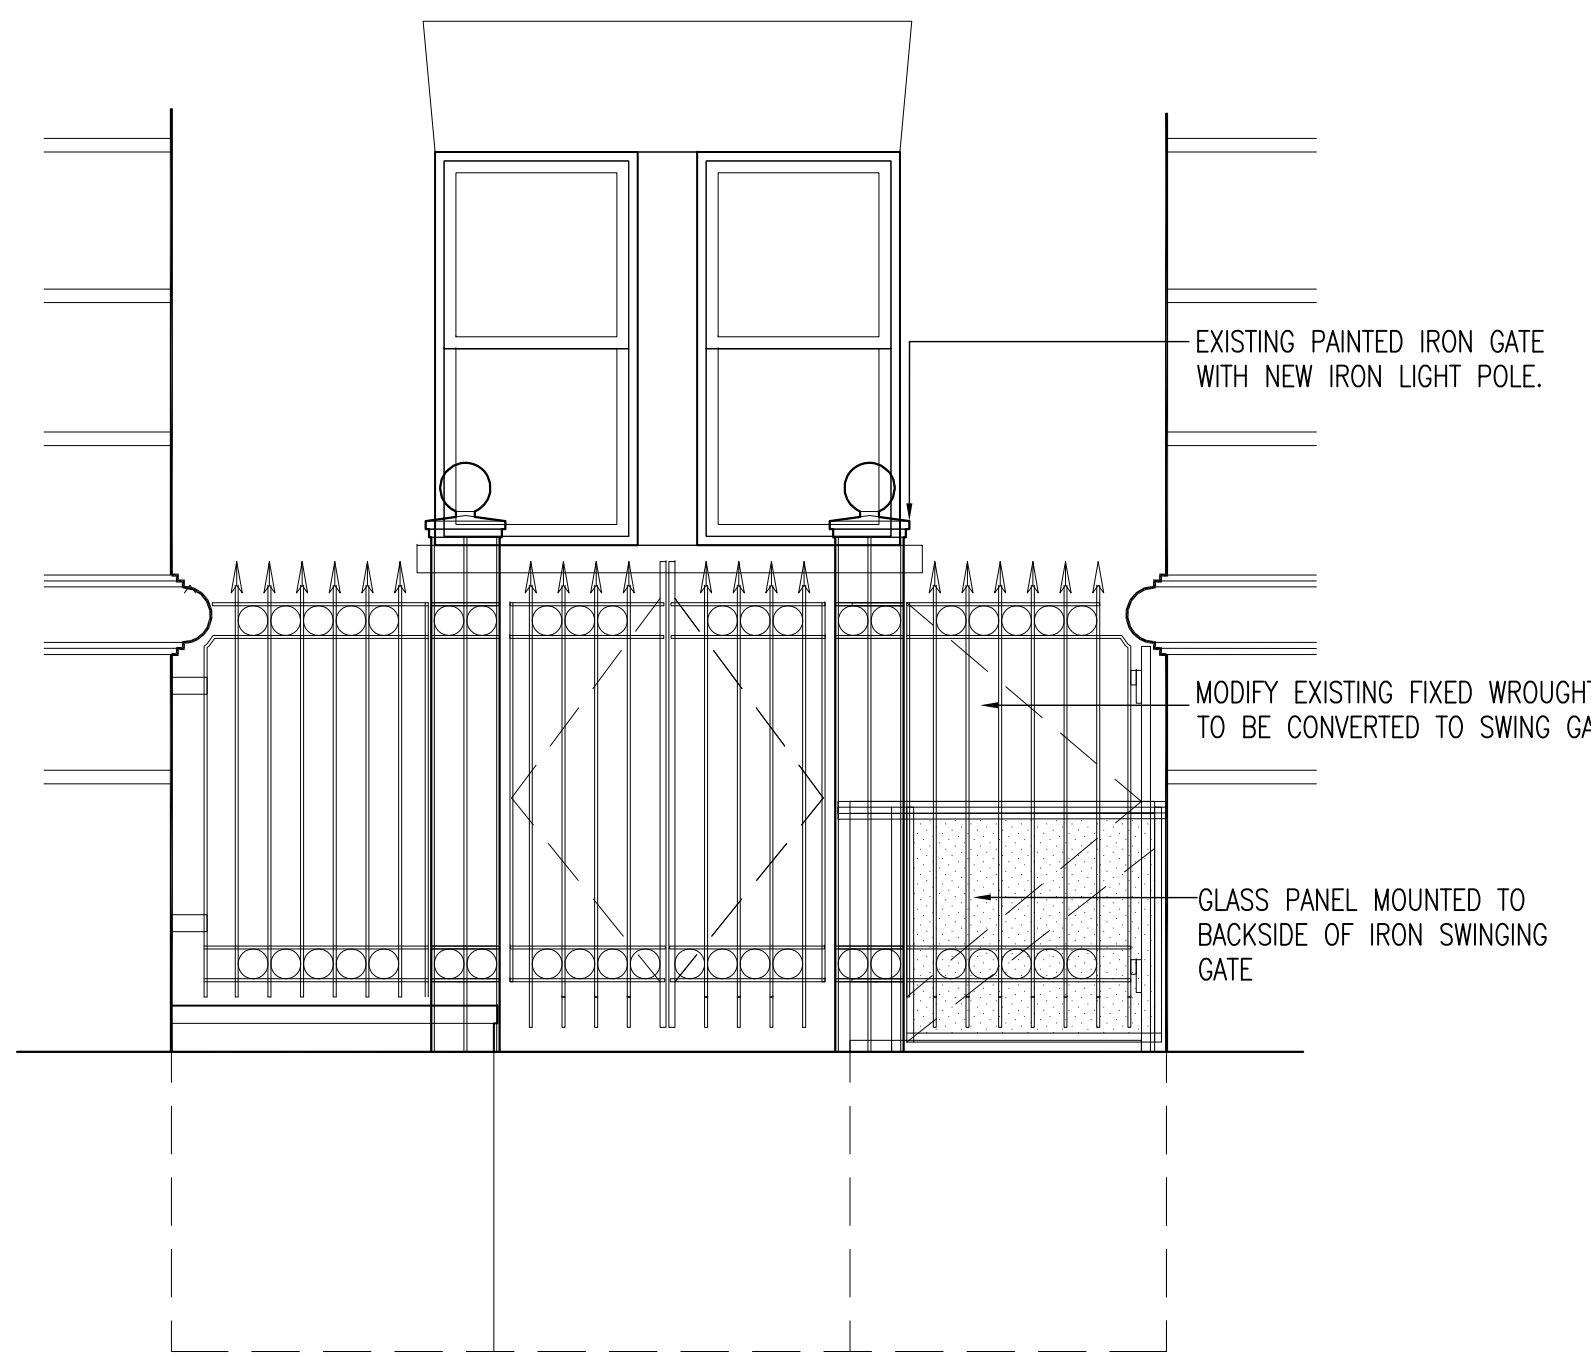 EXISTING PAINTED IRON GATE
WITH NEW IRON LIGHT POLE.
MODIFY EXISTING FIXED WROUGHT
TO BE CONVERTED TO SWING
GLASS PANEL MOUNTED TO
BACKSIDE OF IRON SWINGING
GATE